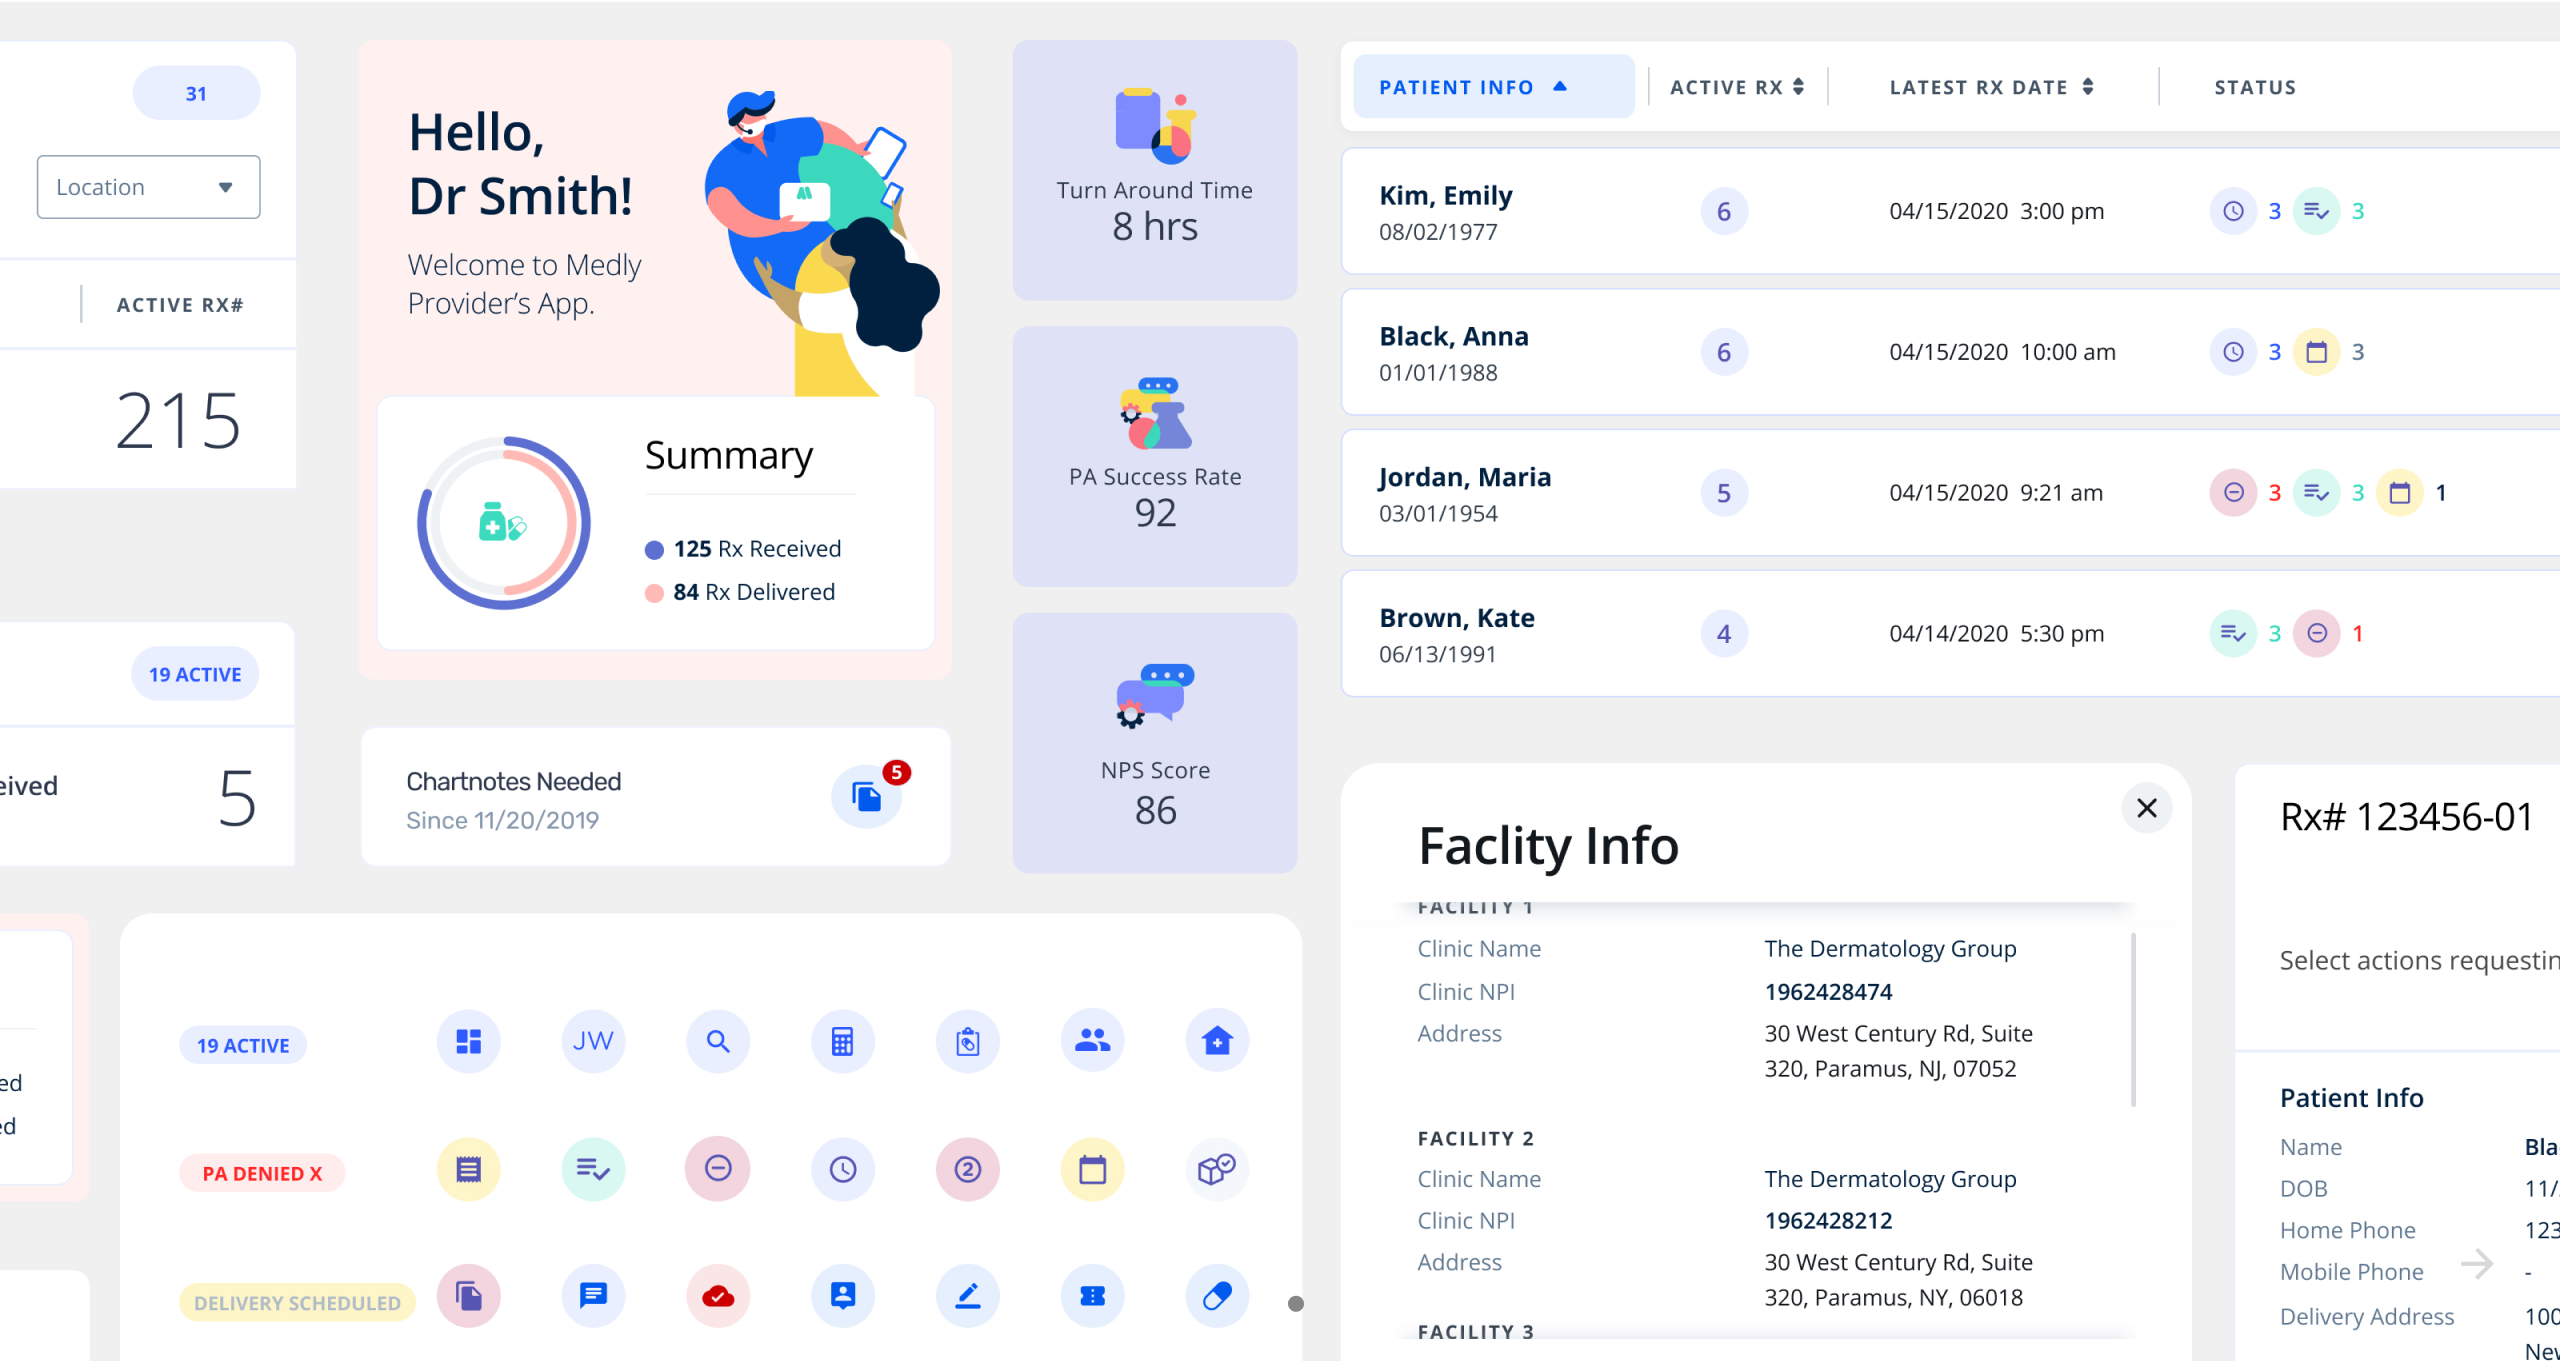 31
Location
ACTIVE RX#
215
19 ACTIVE
eived
5
ed
ed
Hello,
Dr Smith!
Welcome to Medly
Provider’s App.
Summary
125 Rx Received
84 Rx Delivered
Chartnotes Needed
Since 11/20/2019
5
Turn Around Time
8 hrs
PA Success Rate
92
NPS Score
86
PATIENT INFO ACTIVE RX LATEST RX DATE STATUS
Kim, Emily
08/02/1977
6 04/15/2020 3:00 pm 3 3
Black, Anna
01/01/1988
6 04/15/2020 10:00 am 3 3
Jordan, Maria
03/01/1954
5 04/15/2020 9:21 am 3 3 1
Brown, Kate
06/13/1991
4 04/14/2020 5:30 pm 3 1
19 ACTIVE
JW
PA DENIED X
2
DELIVERY SCHEDULED
Faclity Info
FACILITY 1
Clinic Name The Dermatology Group
Clinic NPI 1962428474
Address 30 West Century Rd, Suite
320, Paramus, NJ, 07052
FACILITY 2
Clinic Name The Dermatology Group
Clinic NPI 1962428212
Address 30 West Century Rd, Suite
320, Paramus, NY, 06018
FACILITY 3
Rx# 123456-01
Select actions requestin
Patient Info
Name Bla
DOB 11/
Home Phone 123
Mobile Phone -
Delivery Address 100
New